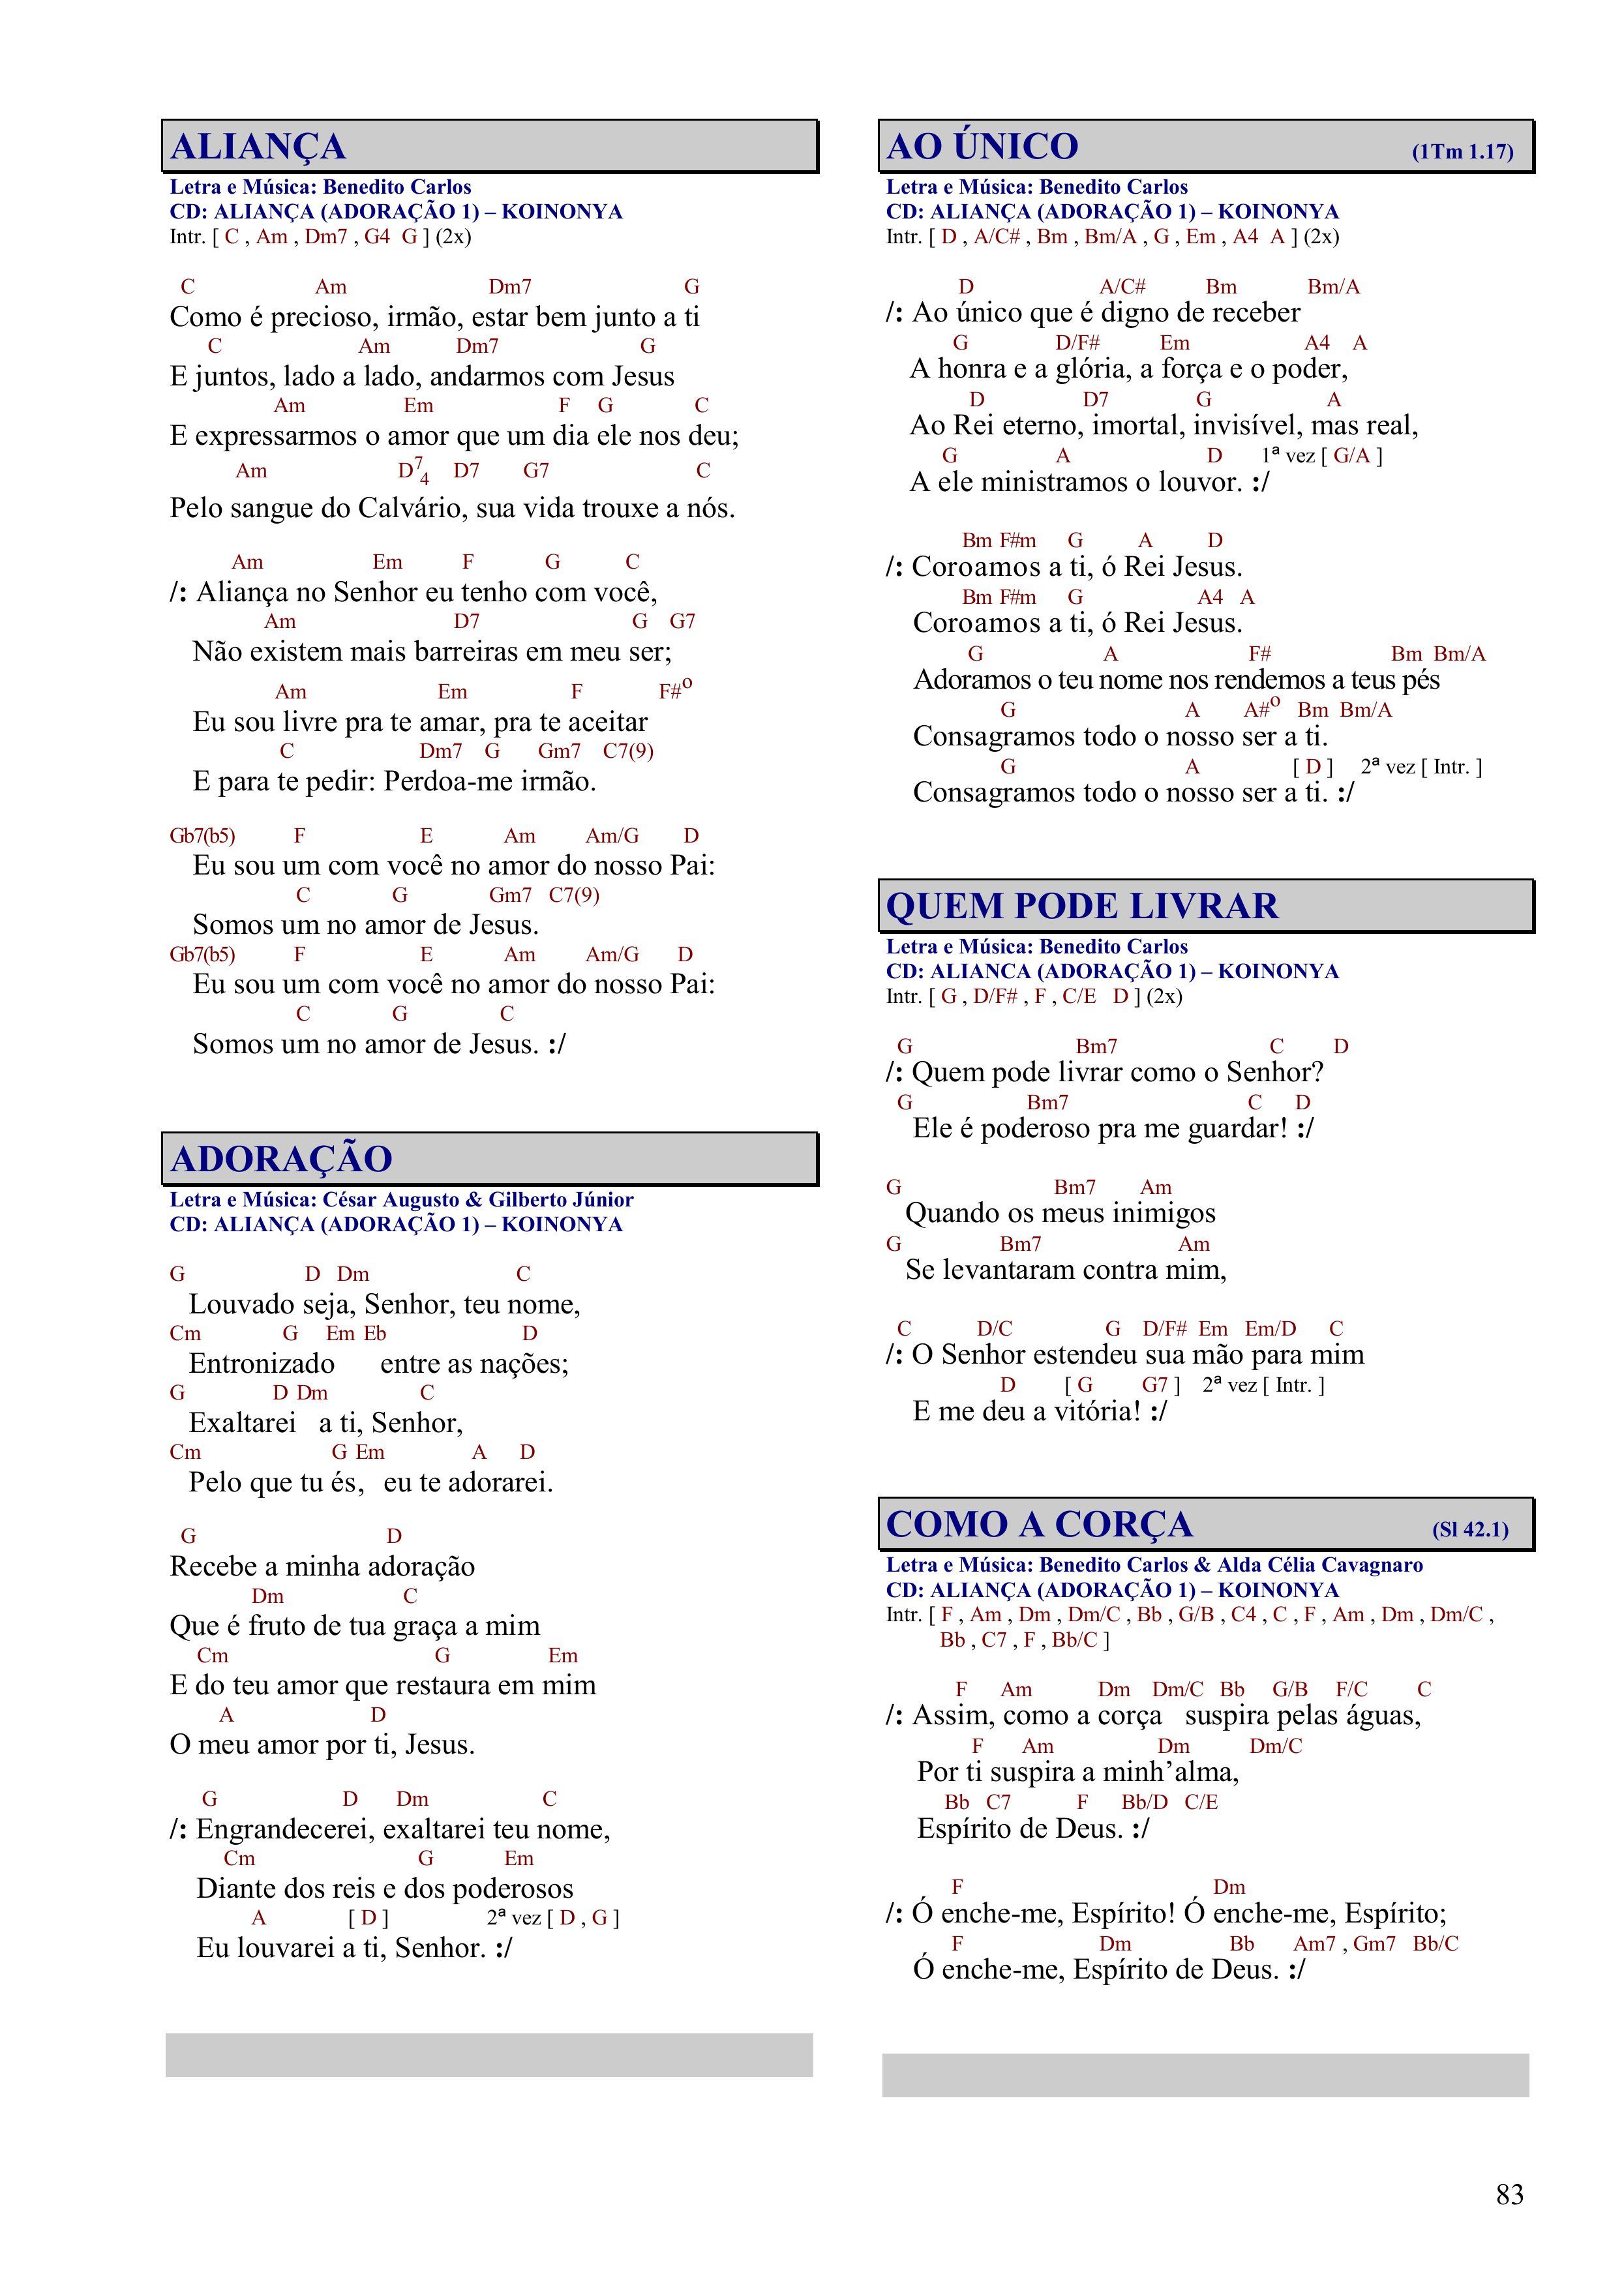 ALIANÇA
Letra e Música: Benedito Carlos
CD: ALIANÇA (ADORAÇÃO 1) – KOINONYA
Intr. [ C , Am , Dm7 , G4 G ] (2x)
C Am Dm7 G
Como é precioso, irmão, estar bem junto a ti
C Am Dm7 G
E juntos, lado a lado, andarmos com Jesus
Am Em F G C
E expressarmos o amor que um dia ele nos deu;
Am D7 4 D7 G7 C
Pelo sangue do Calvário, sua vida trouxe a nós.
Am Em F G C
/: Aliança no Senhor eu tenho com você,
Am D7 G G7
Não existem mais barreiras em meu ser;
Am Em F F#º
Eu sou livre pra te amar, pra te aceitar
C Dm7 G Gm7 C7(9)
E para te pedir: Perdoa-me irmão.
Gb7(b5) F E Am Am/G D
Eu sou um com você no amor do nosso Pai:
C G Gm7 C7(9)
Somos um no amor de Jesus.
Gb7(b5) F E Am Am/G D
Eu sou um com você no amor do nosso Pai:
C G C
Somos um no amor de Jesus. :/
ADORAÇÃO
Letra e Música: César Augusto & Gilberto Júnior
CD: ALIANÇA (ADORAÇÃO 1) – KOINONYA
G D Dm C
Louvado seja, Senhor, teu nome,
Cm G Em Eb D
Entronizado entre as nações;
G D Dm C
Exaltarei a ti, Senhor,
Cm G Em A D
Pelo que tu és, eu te adorarei.
G D
Recebe a minha adoração
Dm C
Que é fruto de tua graça a mim
Cm G Em
E do teu amor que restaura em mim
A D
O meu amor por ti, Jesus.
G D Dm C
/: Engrandecerei, exaltarei teu nome,
Cm G Em
Diante dos reis e dos poderosos
A [ D ] 2ª vez [ D , G ]
Eu louvarei a ti, Senhor. :/
AO ÚNICO (1Tm 1.17)
Letra e Música: Benedito Carlos
CD: ALIANÇA (ADORAÇÃO 1) – KOINONYA
Intr. [ D , A/C# , Bm , Bm/A , G , Em , A4 A ] (2x)
D A/C# Bm Bm/A
/: Ao único que é digno de receber
G D/F# Em A4 A
A honra e a glória, a força e o poder,
D D7 G A
Ao Rei eterno, imortal, invisível, mas real,
G A D 1ª vez [ G/A ]
A ele ministramos o louvor. :/
Bm F#m G A D
/: Coroamos a ti, ó Rei Jesus.
Bm F#m G A4 A
Coroamos a ti, ó Rei Jesus.
G A F# Bm Bm/A
Adoramos o teu nome nos rendemos a teus pés
G A A#º Bm Bm/A
Consagramos todo o nosso ser a ti.
G A [ D ] 2ª vez [ Intr. ]
Consagramos todo o nosso ser a ti. :/
QUEM PODE LIVRAR
Letra e Música: Benedito Carlos
CD: ALIANCA (ADORAÇÃO 1) – KOINONYA
Intr. [ G , D/F# , F , C/E D ] (2x)
G Bm7 C D
/: Quem pode livrar como o Senhor?
G Bm7 C D
Ele é poderoso pra me guardar! :/
G Bm7 Am
Quando os meus inimigos
G Bm7 Am
Se levantaram contra mim,
C D/C G D/F# Em Em/D C
/: O Senhor estendeu sua mão para mim
D [ G G7 ] 2ª vez [ Intr. ]
E me deu a vitória! :/
COMO A CORÇA (Sl 42.1)
Letra e Música: Benedito Carlos & Alda Célia Cavagnaro
CD: ALIANÇA (ADORAÇÃO 1) – KOINONYA
Intr. [ F , Am , Dm , Dm/C , Bb , G/B , C4 , C , F , Am , Dm , Dm/C ,
Bb , C7 , F , Bb/C ]
F Am Dm Dm/C Bb G/B F/C C
/: Assim, como a corça suspira pelas águas,
F Am Dm Dm/C
Por ti suspira a minh’alma,
Bb C7 F Bb/D C/E
Espírito de Deus. :/
F Dm
/: Ó enche-me, Espírito! Ó enche-me, Espírito;
F Dm Bb Am7 , Gm7 Bb/C
Ó enche-me, Espírito de Deus. :/
83